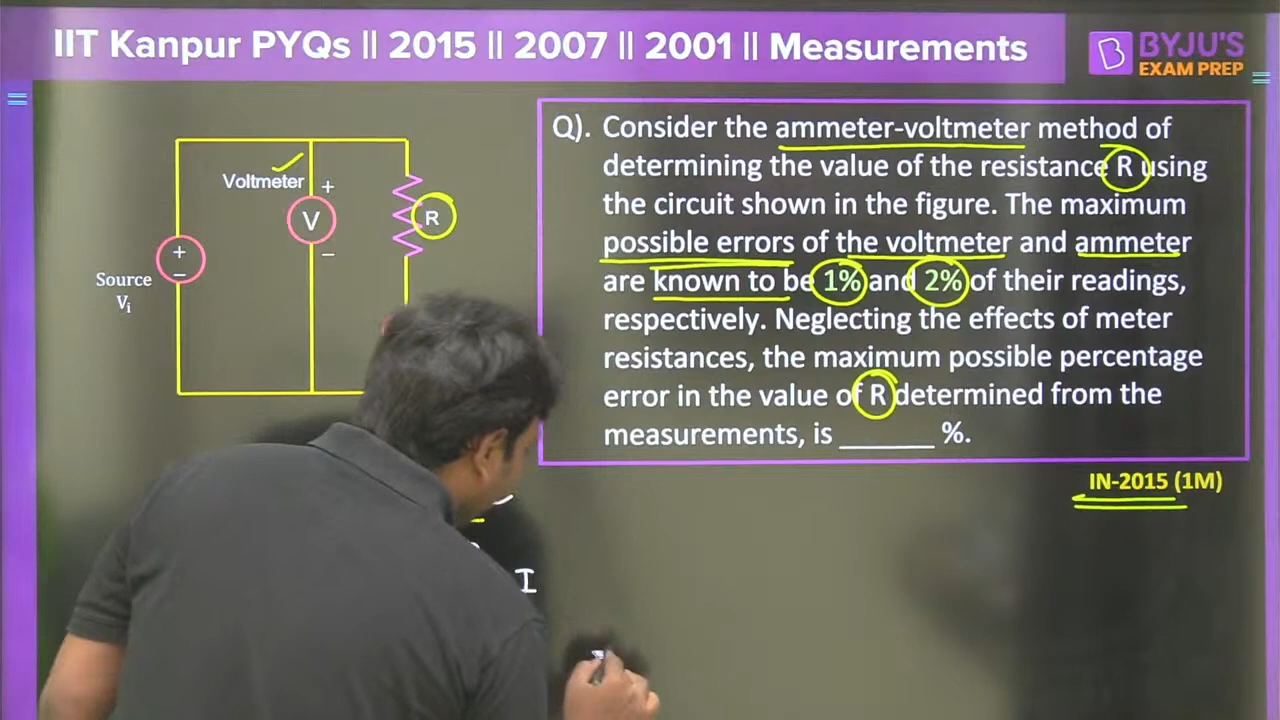 IIT Kanpur PYQs || 2015 || 2007 || 2001 || Measurements
BYJU'S
EXAM PREP
Voltmeter
+
V
−
R
+
−
Source
Vi
Q). Consider the ammeter-voltmeter method of
determining the value of the resistance R using
the circuit shown in the figure. The maximum
possible errors of the voltmeter and ammeter
are known to be 1% and 2% of their readings,
respectively. Neglecting the effects of meter
resistances, the maximum possible percentage
error in the value of R determined from the
measurements, is ______ %.
IN-2015 (1M)
I